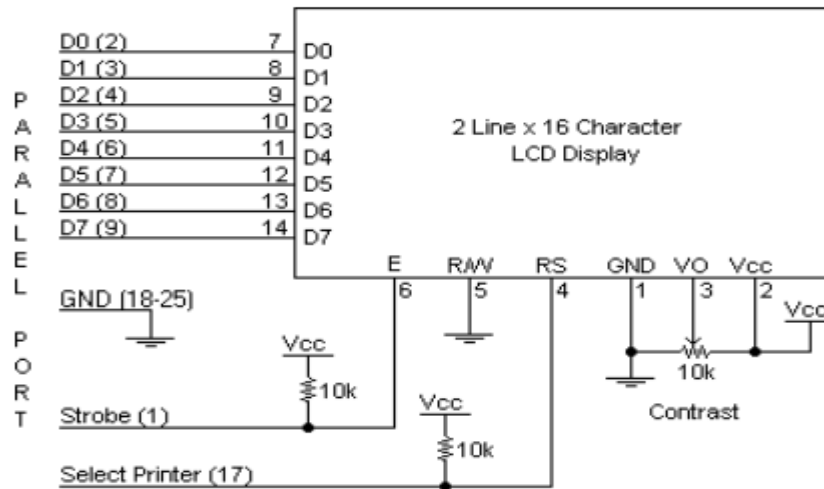 PARALLEL PORT
D0 (2) 7 D0
D1 (3) 8 D1
D2 (4) 9 D2
D3 (5) 10 D3
D4 (6) 11 D4
D5 (7) 12 D5
D6 (8) 13 D6
D7 (9) 14 D7
2 Line x 16 Character
LCD Display
E R/W RS GND VO Vcc
6 5 4 1 3 2
GND (18-25)
Vcc
Vcc
10k
10k
Contrast
Strobe (1)
Vcc
10k
Select Printer (17)